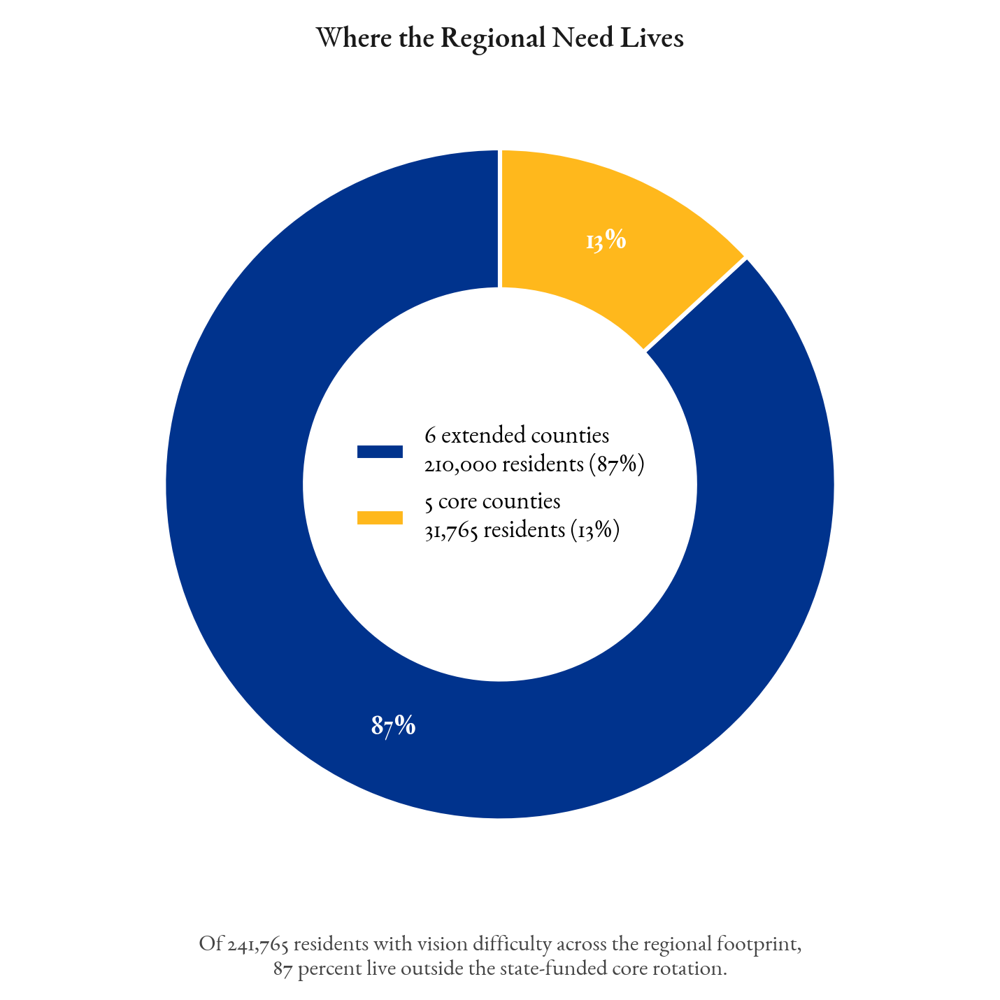 Where the Regional Need Lives
13%
6 extended counties
210,000 residents (87%)
5 core counties
31,765 residents (13%)
87%
Of 241,765 residents with vision difficulty across the regional footprint,
87 percent live outside the state-funded core rotation.